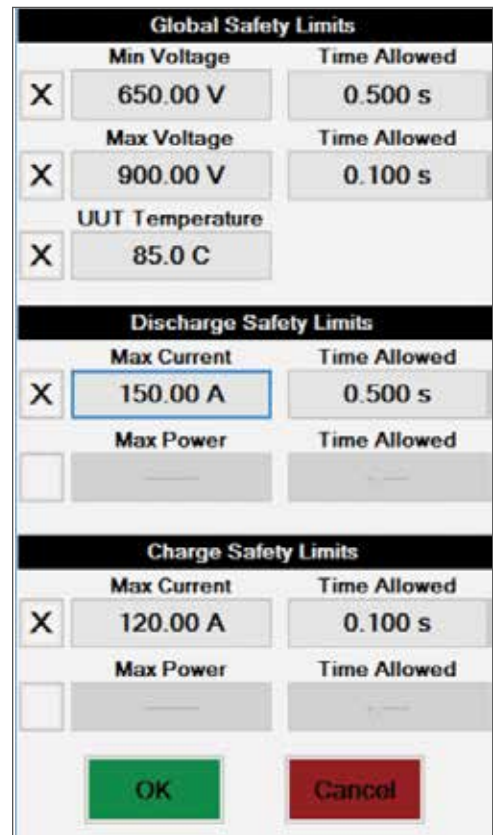 Global Safety Limits
Min Voltage Time Allowed
X 650.00 V 0.500 s
Max Voltage Time Allowed
X 900.00 V 0.100 s
UUT Temperature
X 85.0 C
Discharge Safety Limits
Max Current Time Allowed
X 150.00 A 0.500 s
Max Power Time Allowed
Charge Safety Limits
Max Current Time Allowed
X 120.00 A 0.100 s
Max Power Time Allowed
OK Cancel